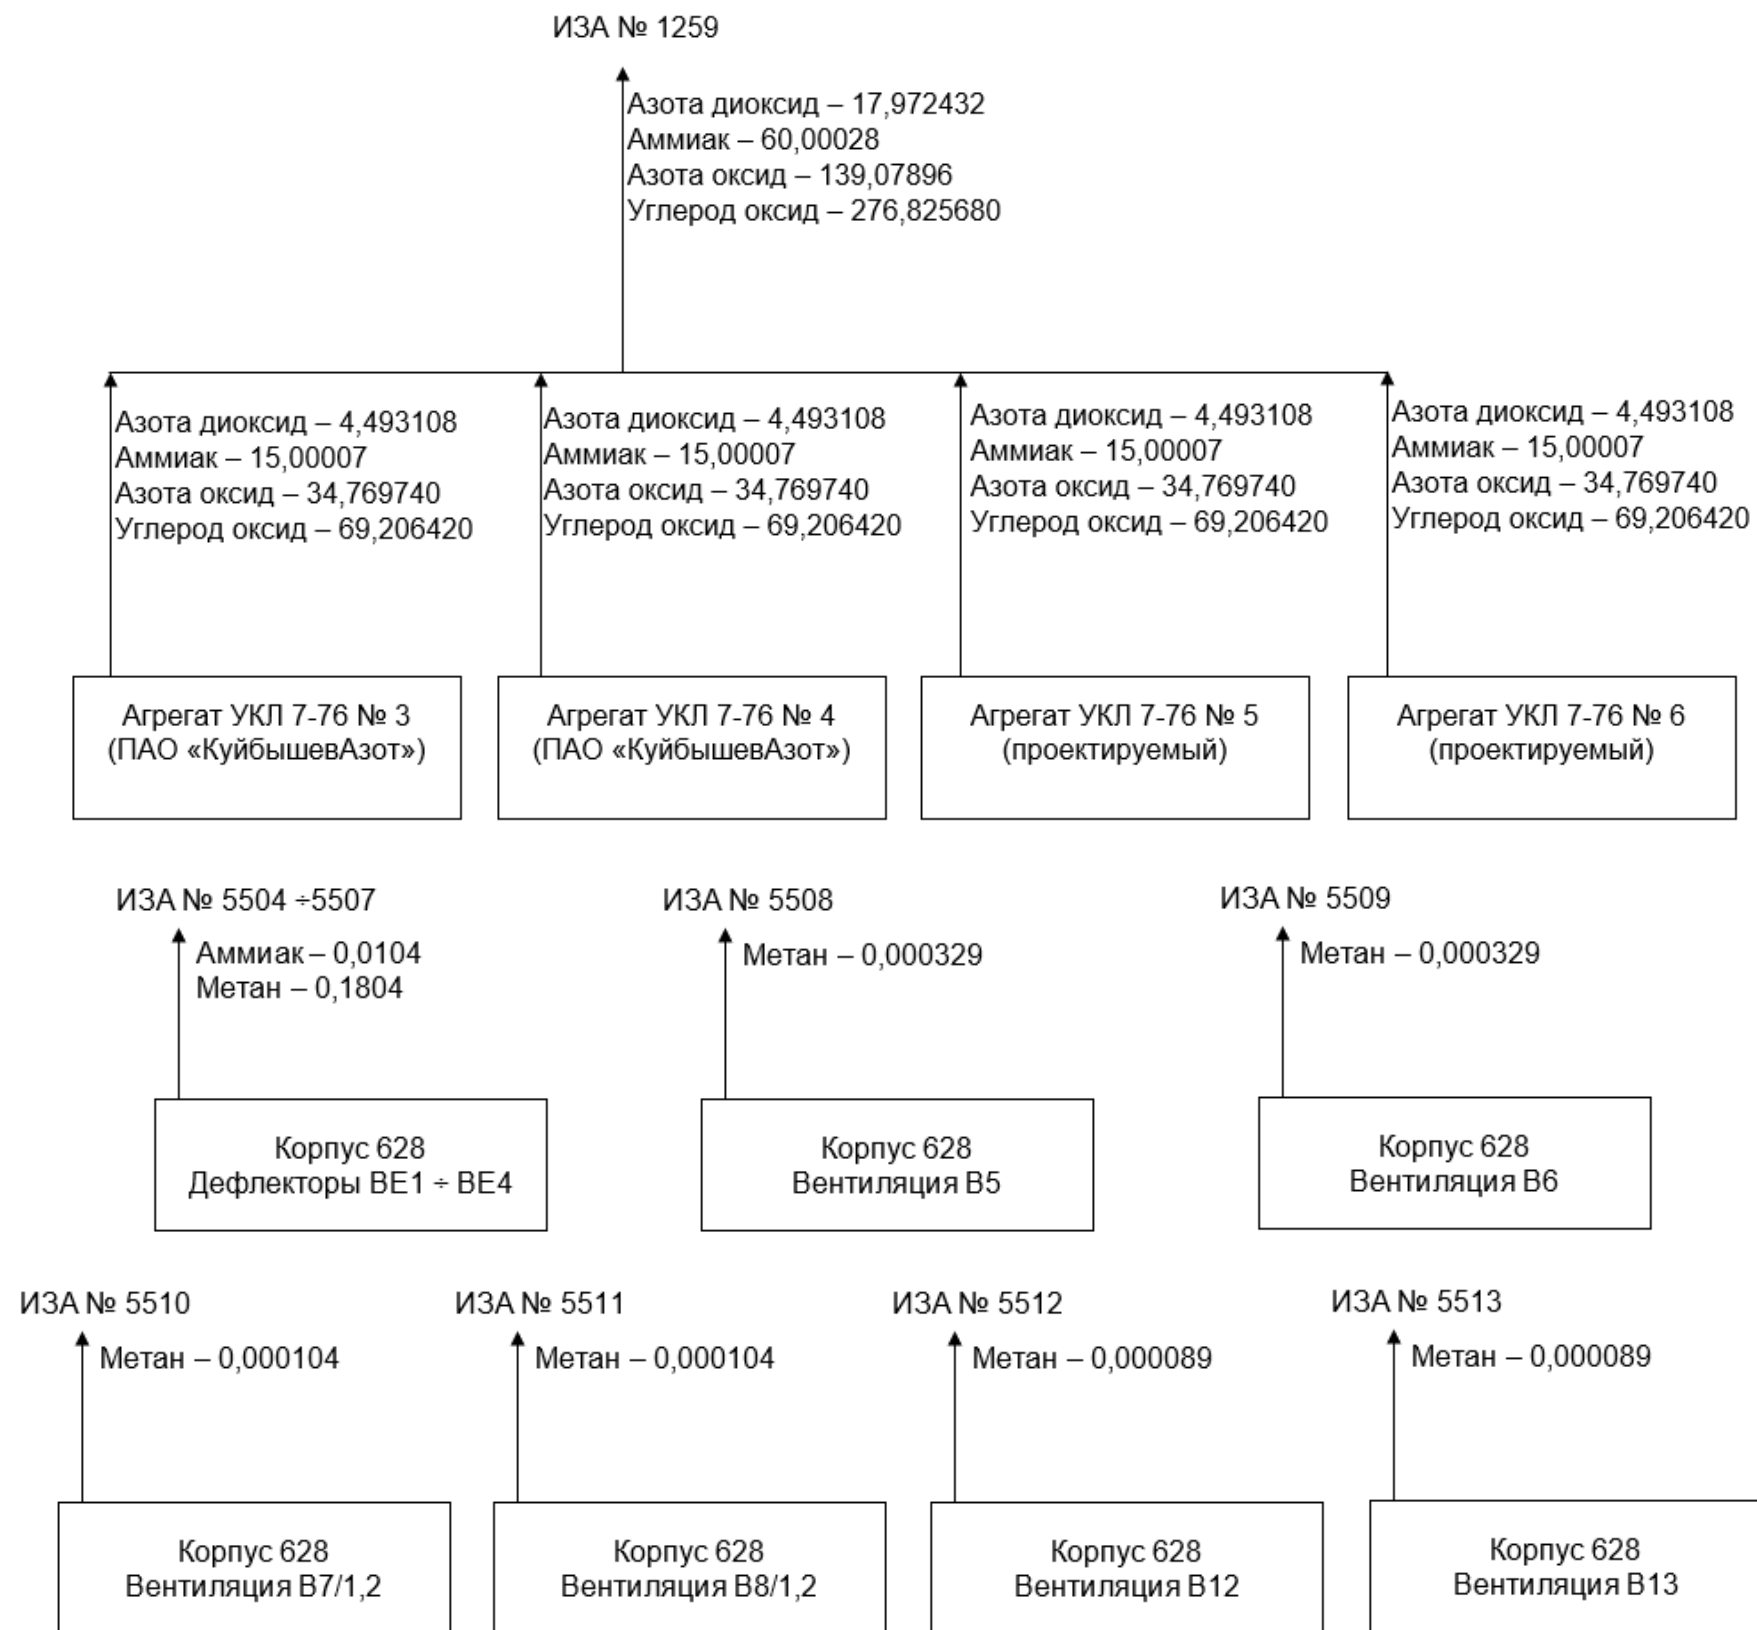 ИЗА № 1259
Азота диоксид – 17,972432
Аммиак – 60,00028
Азота оксид – 139,07896
Углерод оксид – 276,825680
Азота диоксид – 4,493108
Аммиак – 15,00007
Азота оксид – 34,769740
Углерод оксид – 69,206420
Азота диоксид – 4,493108
Аммиак – 15,00007
Азота оксид – 34,769740
Углерод оксид – 69,206420
Азота диоксид – 4,493108
Аммиак – 15,00007
Азота оксид – 34,769740
Углерод оксид – 69,206420
Азота диоксид – 4,493108
Аммиак – 15,00007
Азота оксид – 34,769740
Углерод оксид – 69,206420
Агрегат УКЛ 7-76 № 3
(ПАО «КуйбышевАзот»)
Агрегат УКЛ 7-76 № 4
(ПАО «КуйбышевАзот»)
Агрегат УКЛ 7-76 № 5
(проектируемый)
Агрегат УКЛ 7-76 № 6
(проектируемый)
ИЗА № 5504 ÷5507
Аммиак – 0,0104
Метан – 0,1804
Корпус 628
Дефлекторы ВЕ1 ÷ ВЕ4
ИЗА № 5508
Метан – 0,000329
Корпус 628
Вентиляция В5
ИЗА № 5509
Метан – 0,000329
Корпус 628
Вентиляция В6
ИЗА № 5510
Метан – 0,000104
Корпус 628
Вентиляция В7/1,2
ИЗА № 5511
Метан – 0,000104
Корпус 628
Вентиляция В8/1,2
ИЗА № 5512
Метан – 0,000089
Корпус 628
Вентиляция В12
ИЗА № 5513
Метан – 0,000089
Корпус 628
Вентиляция В13